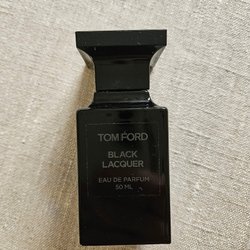 TOM FORD
BLACK
LACQUER
EAU DE PARFUM
50 ML